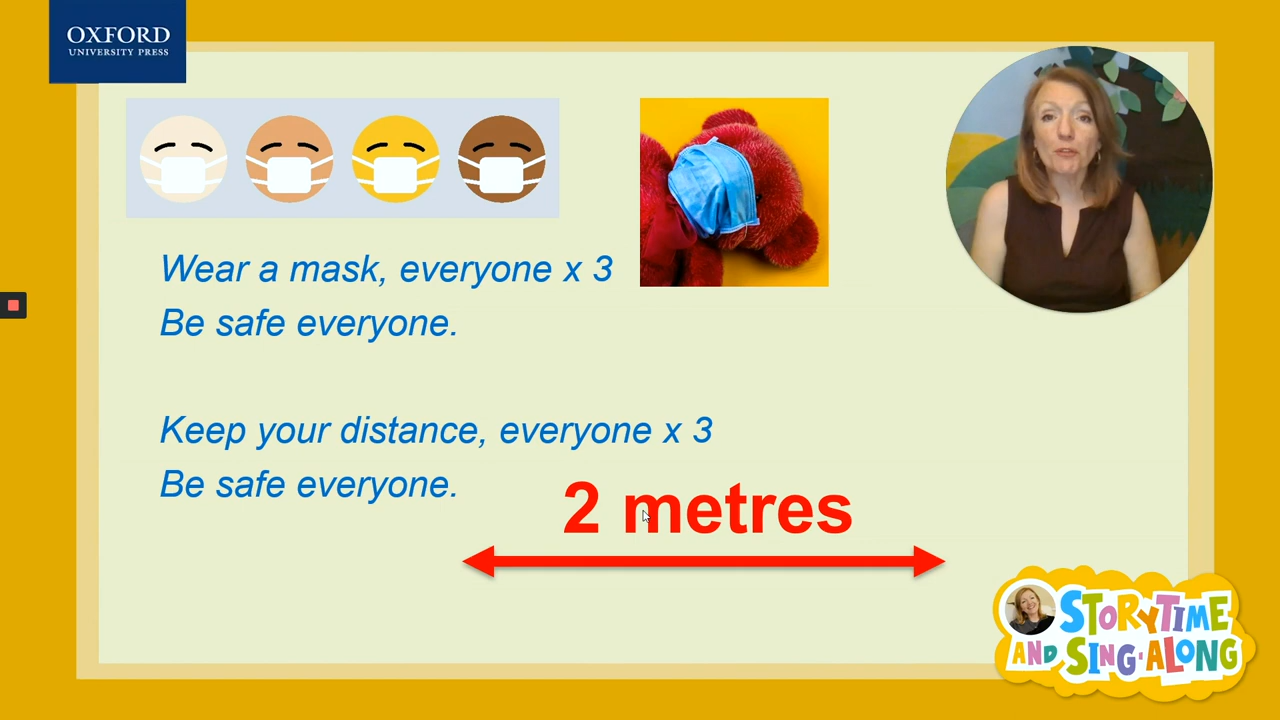 OXFORD
UNIVERSITY PRESS
Wear a mask, everyone x 3
Be safe everyone.
Keep your distance, everyone x 3
Be safe everyone.
2 metres
STORYTIME
AND SING-ALONG